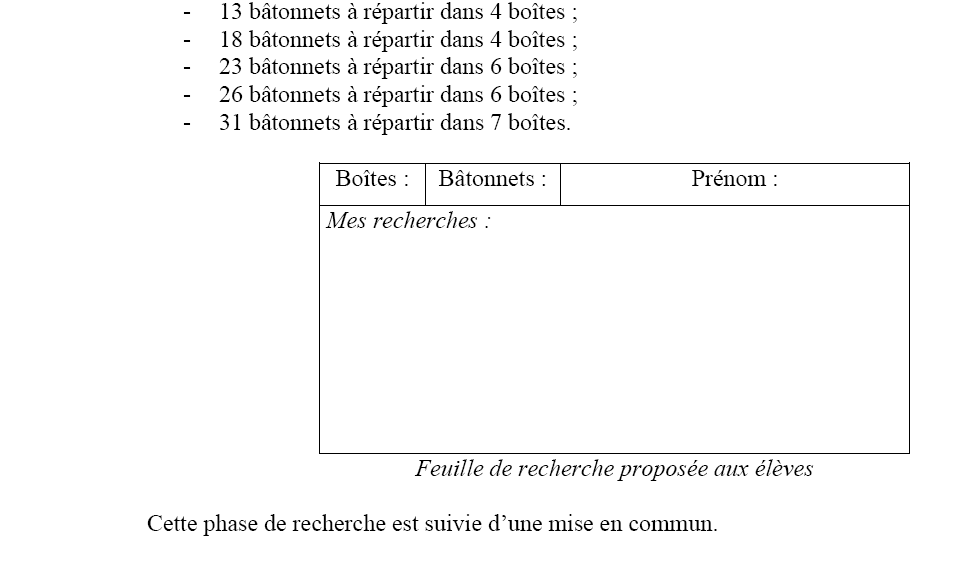 - 13 bâtonnets à répartir dans 4 boîtes ;
- 18 bâtonnets à répartir dans 4 boîtes ;
- 23 bâtonnets à répartir dans 6 boîtes ;
- 26 bâtonnets à répartir dans 6 boîtes ;
- 31 bâtonnets à répartir dans 7 boîtes.
Boîtes : Bâtonnets : Prénom :
Mes recherches :
Feuille de recherche proposée aux élèves
Cette phase de recherche est suivie d’une mise en commun.